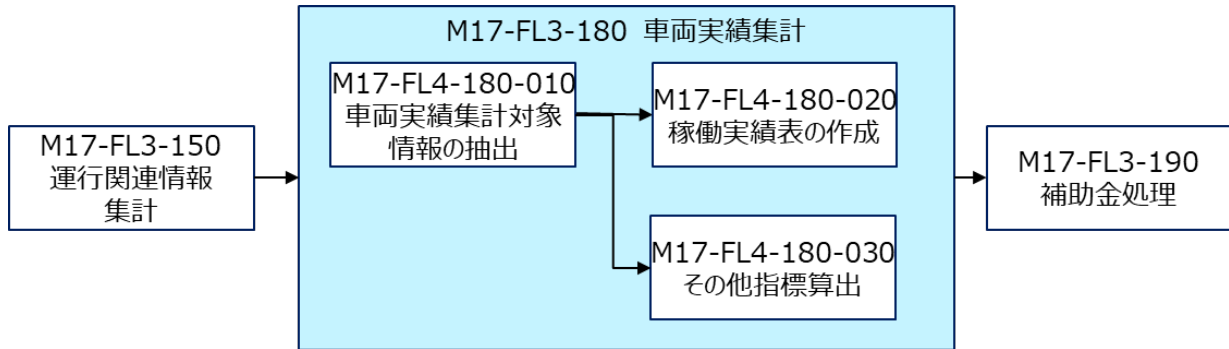 M17-FL3-150
運行関連情報
集計
M17-FL3-180 車両実績集計
M17-FL4-180-010
車両実績集計対象
情報の抽出
M17-FL4-180-020
稼働実績表の作成
M17-FL4-180-030
その他指標算出
M17-FL3-190
補助金処理